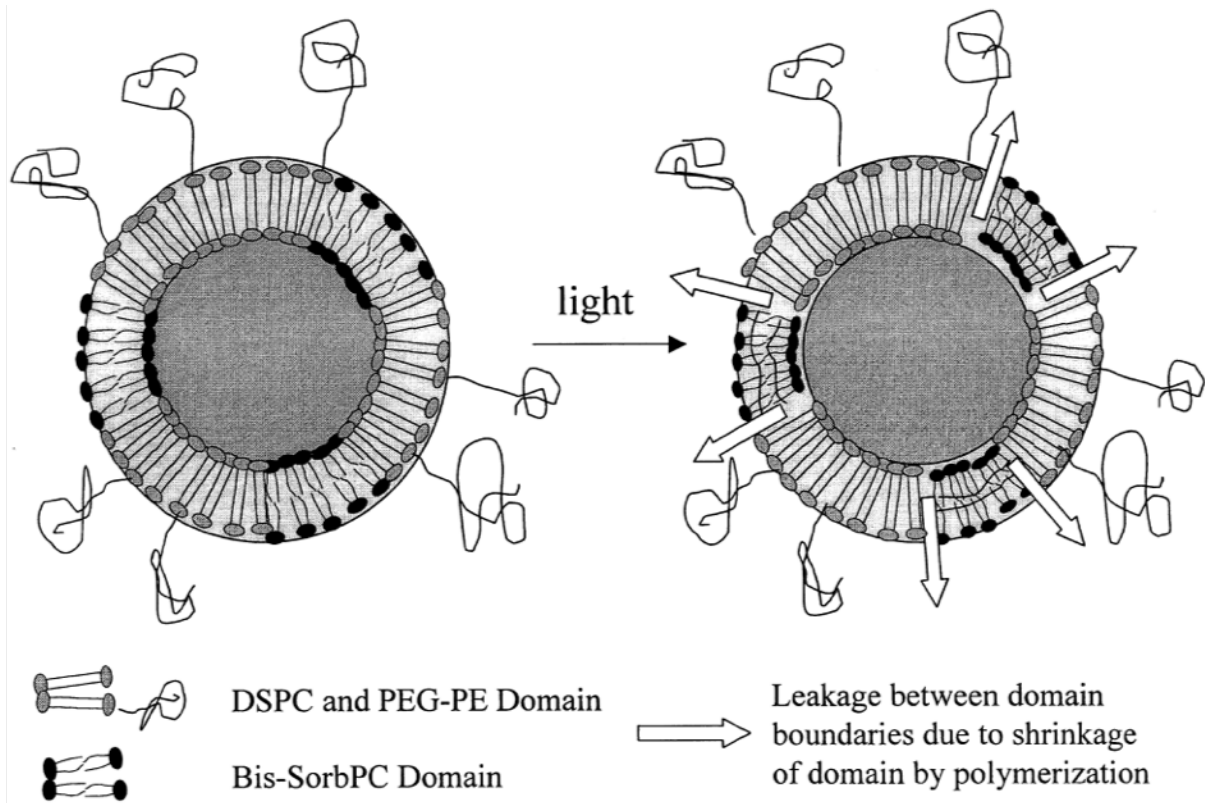 light
DSPC and PEG-PE Domain
Bis-SorbPC Domain
Leakage between domain
boundaries due to shrinkage
of domain by polymerization